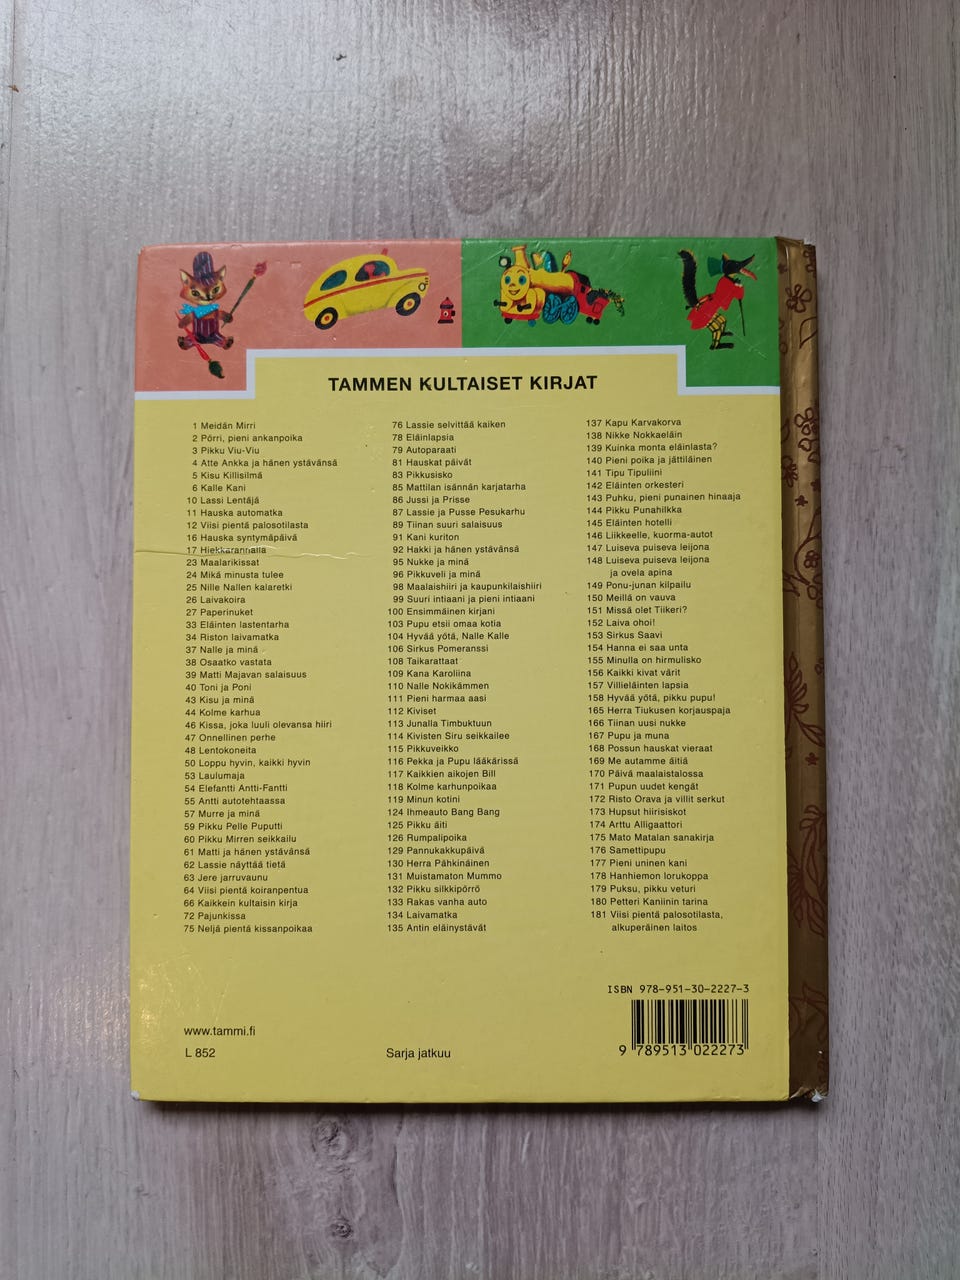 TAMMEN KULTAISET KIRJAT
1 Meidän Mirri
2 Pörri, pieni ankanpoika
3 Pikku Viu-Viu
4 Atte Ankka ja hänen ystävänsä
5 Kisu Killisilmä
6 Kalle Kani
10 Lassi Lentäjä
11 Hauska automatka
12 Viisi pientä palosotilasta
16 Hauska syntymäpäivä
17 Hiekkarannalla
23 Maalarikissat
24 Mikä minusta tulee
25 Nille Nallen kalaretki
26 Laivakoira
27 Paperinuket
33 Eläinten lastentarha
34 Riston laivamatka
37 Nalle ja minä
38 Osaatko vastata
39 Matti Majavan salaisuus
40 Toni ja Poni
43 Kisu ja minä
44 Kolme karhua
46 Kissa, joka luuli olevansa hiiri
47 Onnellinen perhe
48 Lentokoneita
50 Loppu hyvin, kaikki hyvin
53 Laulumaja
54 Elefantti Antti-Fantti
55 Antti autotehtaassa
57 Murre ja minä
59 Pikku Pelle Puputti
60 Pikku Mirren seikkailu
61 Matti ja hänen ystävänsä
62 Lassie näyttää tietä
63 Jere jarruvaunu
64 Viisi pientä koiranpentua
66 Kaikkein kultaisin kirja
72 Pajunkissa
75 Neljä pientä kissanpoikaa
76 Lassie selvittää kaiken
78 Eläinlapsia
79 Autoparaati
81 Hauskat päivät
83 Pikkusisko
85 Mattilan isännän karjatarha
86 Jussi ja Prisse
87 Lassie ja Pusse Pesukarhu
89 Tiinan suuri salaisuus
91 Kani kuriton
92 Hakki ja hänen ystävänsä
95 Nukke ja minä
96 Pikkuveli ja minä
98 Maalaishiiri ja kaupunkilaishiiri
99 Suuri intiaani ja pieni intiaani
100 Ensimmäinen kirjani
103 Pupu etsii omaa kotia
104 Hyvää yötä, Nalle Kalle
106 Sirkus Pomeranssi
108 Taikarattaat
109 Kana Karoliina
110 Nalle Nokikämmen
111 Pieni harmaa aasi
112 Kiviset
113 Junalla Timbuktuun
114 Kivisten Siru seikkailee
115 Pikkuveikko
116 Pekka ja Pupu lääkärissä
117 Kaikkien aikojen Bill
118 Kolme karhunpoikaa
119 Minun kotini
124 Ihmeauto Bang Bang
125 Pikku äiti
126 Rumpalipoika
129 Pannukakkupäivä
130 Herra Pähkinäinen
131 Muistamaton Mummo
132 Pikku silkkipörrö
133 Rakas vanha auto
134 Laivamatka
135 Antin eläinystävät
137 Kapu Karvakorva
138 Nikke Nokkaeläin
139 Kuinka monta eläinlasta?
140 Pieni poika ja jättiläinen
141 Tipu Tipuliini
142 Eläinten orkesteri
143 Puhku, pieni punainen hinaaja
144 Pikku Punahilkka
145 Eläinten hotelli
146 Liikkeelle, kuorma-autot
147 Luiseva puiseva leijona
148 Luiseva puiseva leijona
ja ovela apina
149 Ponu-junan kilpailu
150 Meillä on vauva
151 Missä olet Tiikeri?
152 Laiva ohoi!
153 Sirkus Saavi
154 Hanna ei saa unta
155 Minulla on hirmulisko
156 Kaikki kivat värit
157 Villieläinten lapsia
158 Hyvää yötä, pikku pupu!
165 Herra Tiukusen korjauspaja
166 Tiinan uusi nukke
167 Pupu ja muna
168 Possun hauskat vieraat
169 Me autamme äitiä
170 Päivä maalaistalossa
171 Pupun uudet kengät
172 Risto Orava ja villit serkut
173 Hupsut hiirisiskot
174 Arttu Alligaattori
175 Mato Matalan sanakirja
176 Samettipupu
177 Pieni uninen kani
178 Hanhiemon lorukoppa
179 Puksu, pikku veturi
180 Petteri Kaniinin tarina
181 Viisi pientä palosotilasta,
alkuperäinen laitos
ISBN 978-951-30-2227-3
9 789513 022273
www.tammi.fi
L 852
Sarja jatkuu